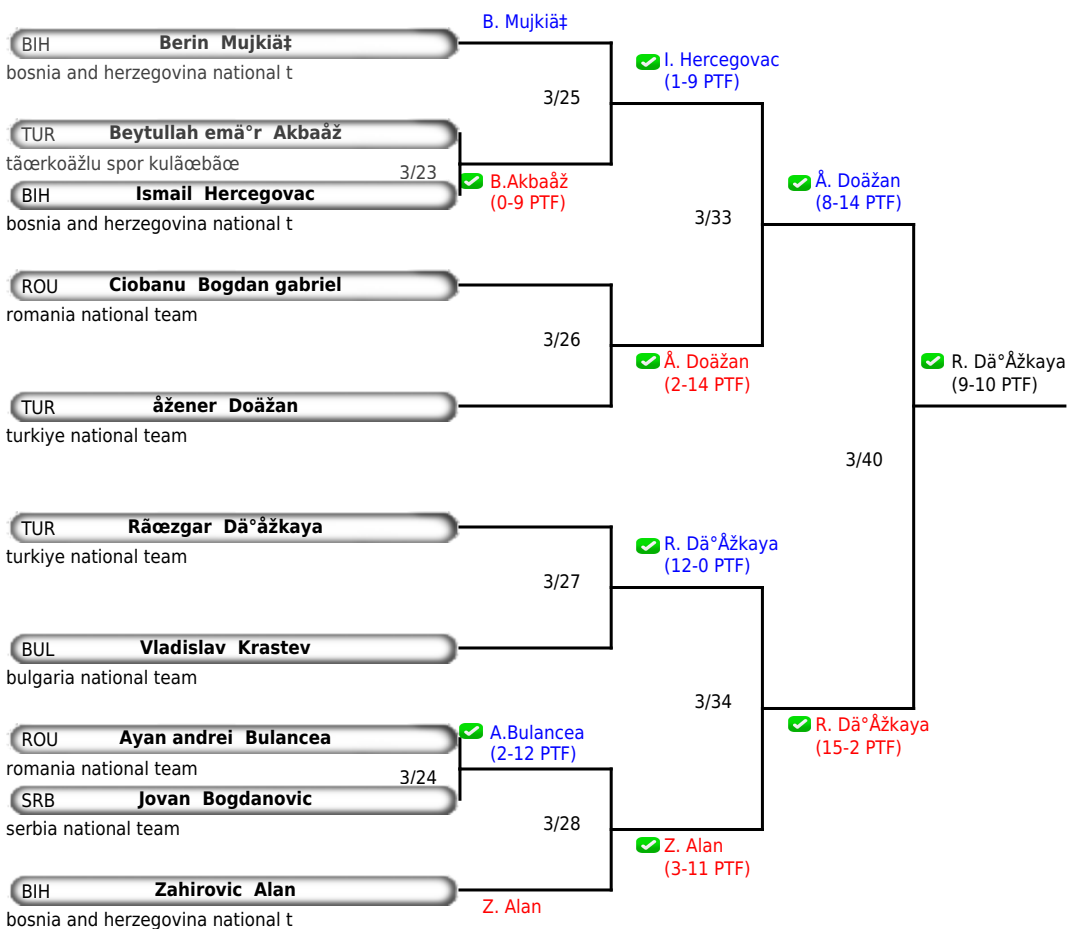 B. Mujkiä‡
BIH Berin Mujkiä‡
bosnia and herzegovina national t
I. Hercegovac
(1-9 PTF)
3/25
TUR Beytullah emä°r Akbaåž
tãœrkoäžlu spor kulãœbãœ
3/23
B.Akbaåž
(0-9 PTF)
BIH Ismail Hercegovac
bosnia and herzegovina national t
Å. Doäžan
(8-14 PTF)
3/33
ROU Ciobanu Bogdan gabriel
romania national team
3/26
Å. Doäžan
(2-14 PTF)
R. Dä°Åžkaya
(9-10 PTF)
TUR åžener Doäžan
turkiye national team
3/40
TUR Rãœzgar Dä°åžkaya
turkiye national team
R. Dä°Åžkaya
(12-0 PTF)
3/27
BUL Vladislav Krastev
bulgaria national team
3/34
R. Dä°Åžkaya
(15-2 PTF)
ROU Ayan andrei Bulancea
romania national team
A.Bulancea
(2-12 PTF)
3/24
SRB Jovan Bogdanovic
serbia national team
3/28
Z. Alan
(3-11 PTF)
BIH Zahirovic Alan
bosnia and herzegovina national t
Z. Alan